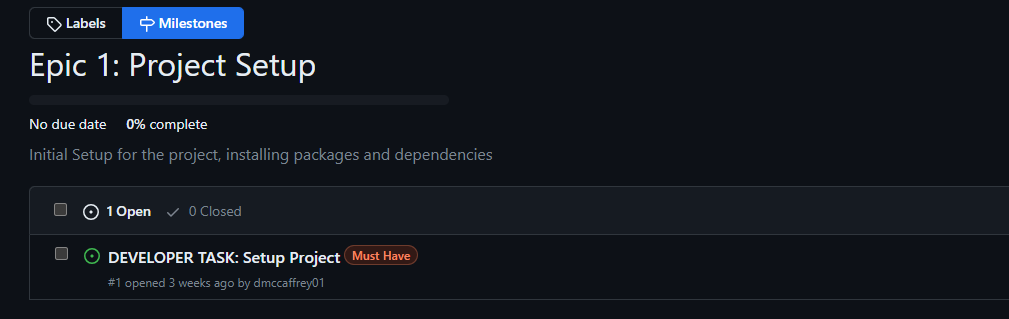 Labels Milestones
Epic 1: Project Setup
No due date 0% complete
Initial Setup for the project, installing packages and dependencies
1 Open 0 Closed
DEVELOPER TASK: Setup Project Must Have
#1 opened 3 weeks ago by dmccaffrey01